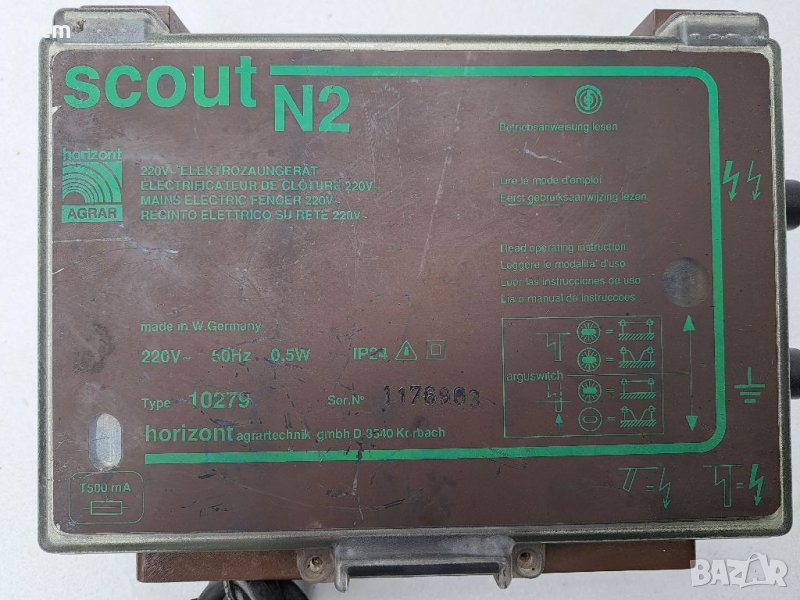 scout N2
horizont
AGRAR
220V~ ELEKTROZAUNGERÄT
ELECTRIFICATEUR DE CLÔTURE 220V~
MAINS ELECTRIC FENCER 220V~
RECINTO ELETTRICO SU RETE 220V~
Betriebsanweisung lesen
Lire le mode d'emploi
Eerst gebruiksaanwijzing lezen
Read operating instruction
Leggere le modalita' d'uso
Leer las instrucciones de uso
Lia o manual de instrucoes
made in W.Germany
220V~ 50Hz 0,5W IP24
Type 10279 Ser.Nº 1176903
horizont agrartechnik gmbh D-3540 Korbach
arguswitch
T500 mA
BAZAR